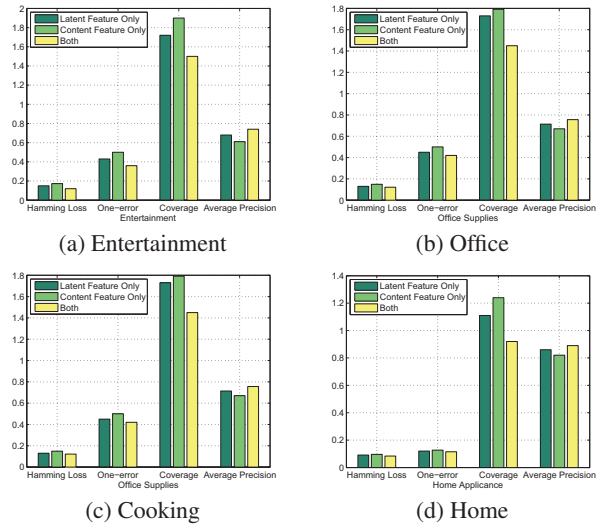 2
1.8
1.6
1.4
1.2
1
0.8
0.6
0.4
0.2
0
Latent Feature Only
Content Feature Only
Both
Hamming Loss One−error Coverage Average Precision
Entertainment
(a) Entertainment
1.8
1.6
1.4
1.2
1
0.8
0.6
0.4
0.2
0
Latent Feature Only
Content Feature Only
Both
Hamming Loss One−error Coverage Average Precision
Office Supplies
(b) Office
1.8
1.6
1.4
1.2
1
0.8
0.6
0.4
0.2
0
Latent Feature Only
Content Feature Only
Both
Hamming Loss One−error Coverage Average Precision
Office Supplies
(c) Cooking
1.4
1.2
1
0.8
0.6
0.4
0.2
0
Latent Feature Only
Content Feature Only
Both
Hamming Loss One−error Coverage Average Precision
Home Applicance
(d) Home